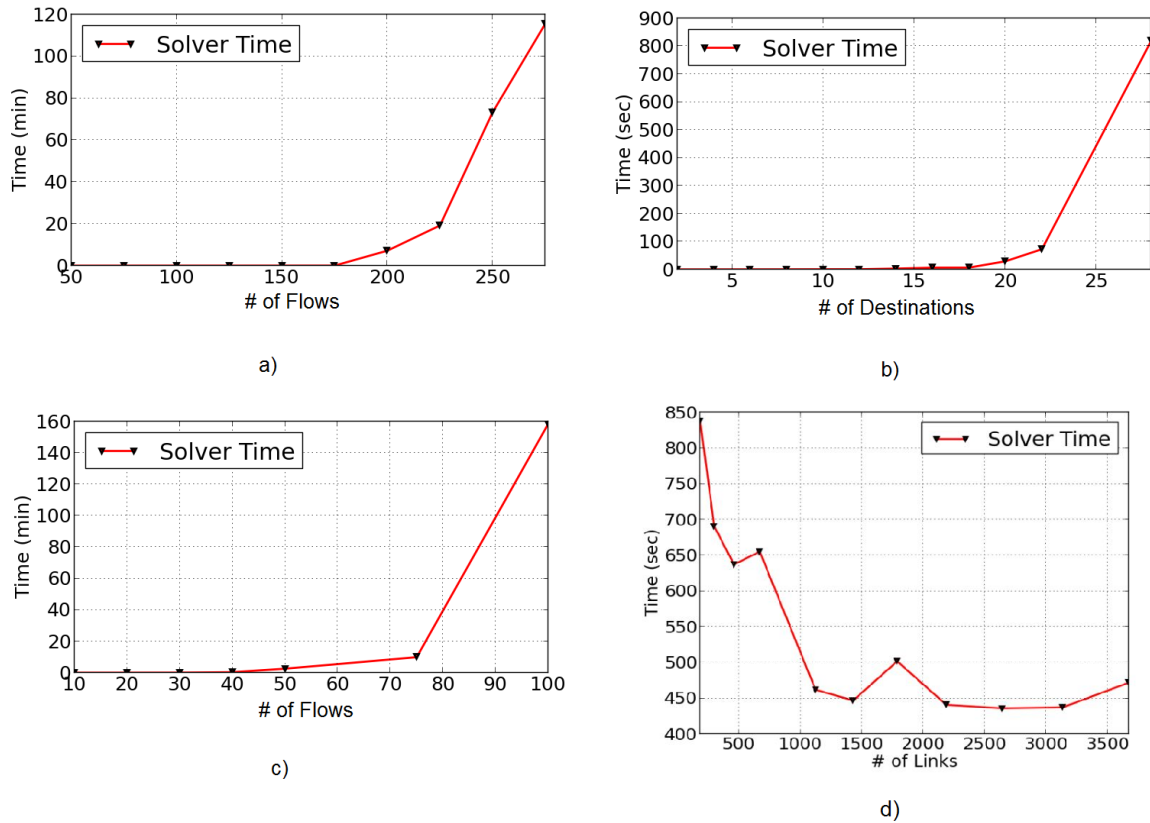 120
100
80
60
40
20
0
Time (min)
Solver Time
50 100 150 200 250
# of Flows
a)
900
800
700
600
500
400
300
200
100
0
Time (sec)
Solver Time
5 10 15 20 25
# of Destinations
b)
160
140
120
100
80
60
40
20
0
Time (min)
Solver Time
10 20 30 40 50 60 70 80 90 100
# of Flows
c)
850
800
750
700
650
600
550
500
450
400
Time (sec)
Solver Time
500 1000 1500 2000 2500 3000 3500
# of Links
d)